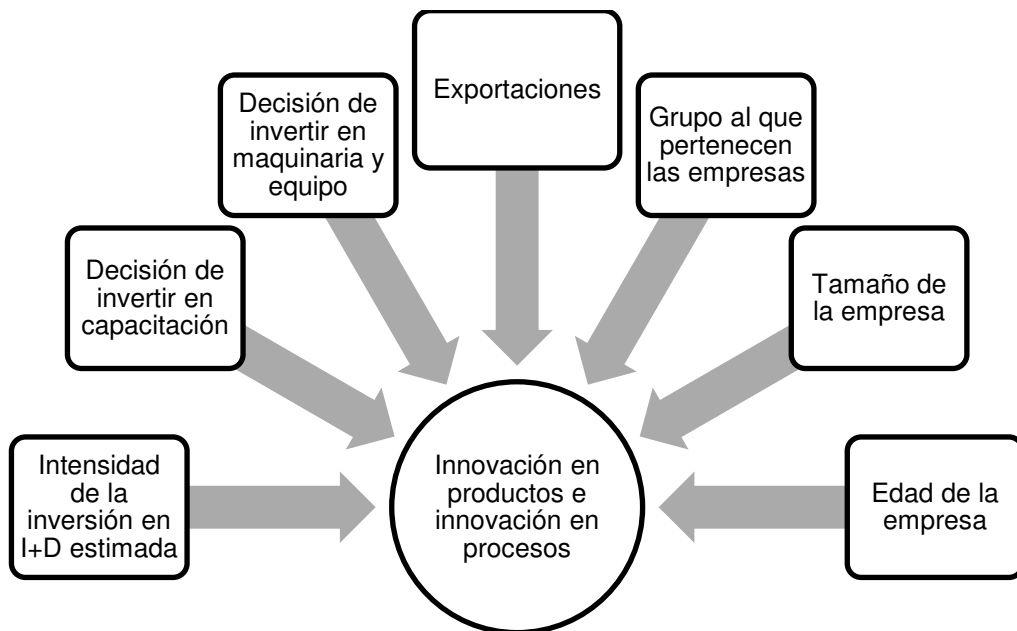 Exportaciones
Decisión de
invertir en
maquinaria y
equipo
Grupo al que
pertenecen
las empresas
Decisión de
invertir en
capacitación
Tamaño de
la empresa
Intensidad
de la
inversión en
I+D estimada
Innovación en
productos e
innovación en
procesos
Edad de la
empresa